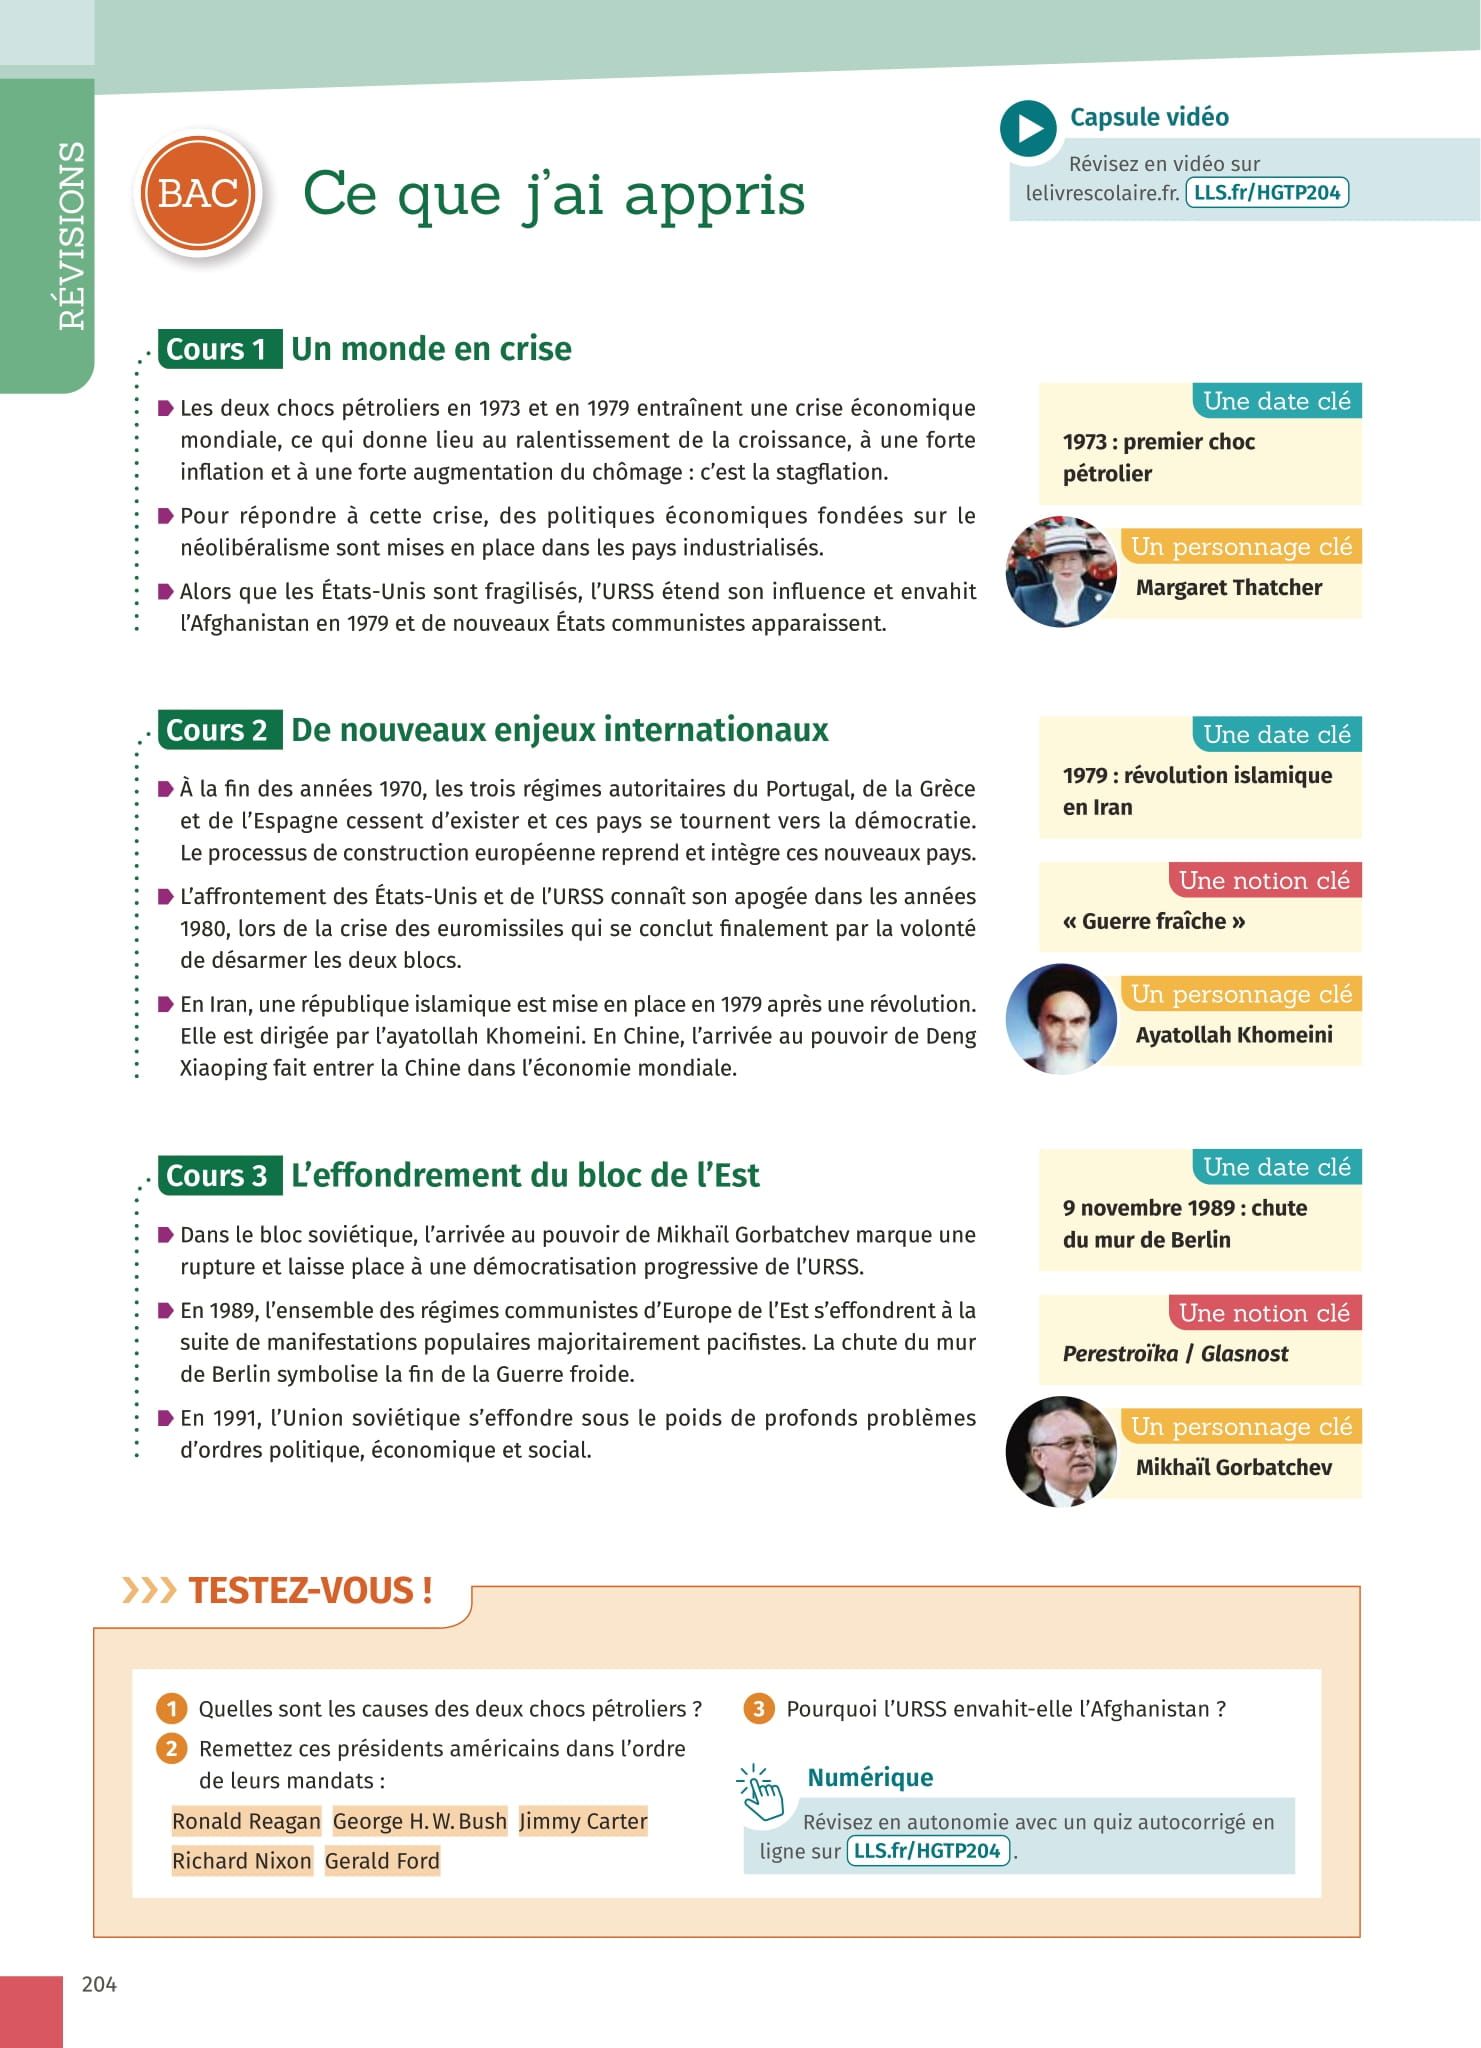 RÉVISIONS
BAC
Ce que j'ai appris
Capsule vidéo
Révisez en vidéo sur
lelivrescolaire.fr. LLS.fr/HGTP204
Cours 1 Un monde en crise
Les deux chocs pétroliers en 1973 et en 1979 entraînent une crise économique
mondiale, ce qui donne lieu au ralentissement de la croissance, à une forte
inflation et à une forte augmentation du chômage : c'est la stagflation.
Pour répondre à cette crise, des politiques économiques fondées sur le
néolibéralisme sont mises en place dans les pays industrialisés.
Alors que les États-Unis sont fragilisés, l'URSS étend son influence et envahit
l'Afghanistan en 1979 et de nouveaux États communistes apparaissent.
Une date clé
1973 : premier choc
pétrolier
Un personnage clé
Margaret Thatcher
Cours 2 De nouveaux enjeux internationaux
À la fin des années 1970, les trois régimes autoritaires du Portugal, de la Grèce
et de l'Espagne cessent d'exister et ces pays se tournent vers la démocratie.
Le processus de construction européenne reprend et intègre ces nouveaux pays.
L'affrontement des États-Unis et de l'URSS connaît son apogée dans les années
1980, lors de la crise des euromissiles qui se conclut finalement par la volonté
de désarmer les deux blocs.
En Iran, une république islamique est mise en place en 1979 après une révolution.
Elle est dirigée par l'ayatollah Khomeini. En Chine, l'arrivée au pouvoir de Deng
Xiaoping fait entrer la Chine dans l'économie mondiale.
Une date clé
1979 : révolution islamique
en Iran
Une notion clé
« Guerre fraîche »
Un personnage clé
Ayatollah Khomeini
Cours 3 L'effondrement du bloc de l'Est
Dans le bloc soviétique, l'arrivée au pouvoir de Mikhaïl Gorbatchev marque une
rupture et laisse place à une démocratisation progressive de l'URSS.
En 1989, l'ensemble des régimes communistes d'Europe de l'Est s'effondrent à la
suite de manifestations populaires majoritairement pacifistes. La chute du mur
de Berlin symbolise la fin de la Guerre froide.
En 1991, l'Union soviétique s'effondre sous le poids de profonds problèmes
d'ordres politique, économique et social.
Une date clé
9 novembre 1989 : chute
du mur de Berlin
Une notion clé
Perestroïka / Glasnost
Un personnage clé
Mikhaïl Gorbatchev
TESTEZ-VOUS !
1 Quelles sont les causes des deux chocs pétroliers ?
2 Remettez ces présidents américains dans l'ordre
de leurs mandats :
Ronald Reagan George H. W. Bush Jimmy Carter
Richard Nixon Gerald Ford
3 Pourquoi l'URSS envahit-elle l'Afghanistan ?
Numérique
Révisez en autonomie avec un quiz autocorrigé en
ligne sur LLS.fr/HGTP204 .
204